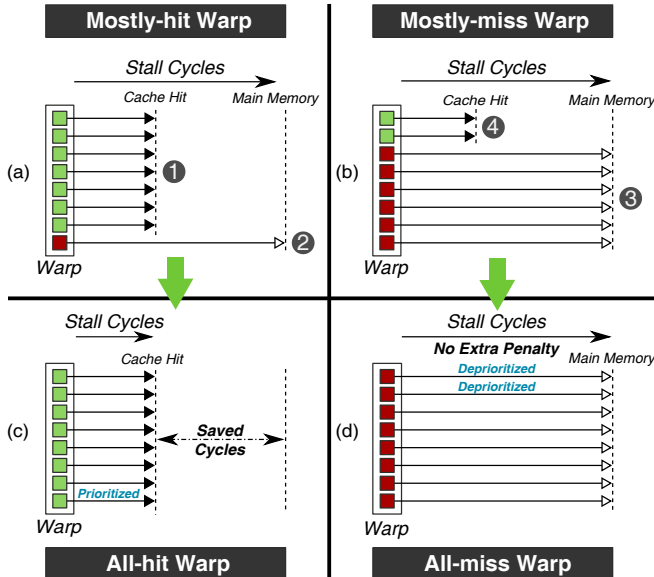 Mostly-hit Warp
Stall Cycles
Cache Hit
Main Memory
(a)
1
2
Warp
Mostly-miss Warp
Stall Cycles
Cache Hit
Main Memory
(b)
4
3
Warp
Stall Cycles
Cache Hit
(c)
Saved
Cycles
Prioritized
Warp
All-hit Warp
Stall Cycles
No Extra Penalty
Main Memory
Deprioritized
Deprioritized
(d)
Warp
All-miss Warp